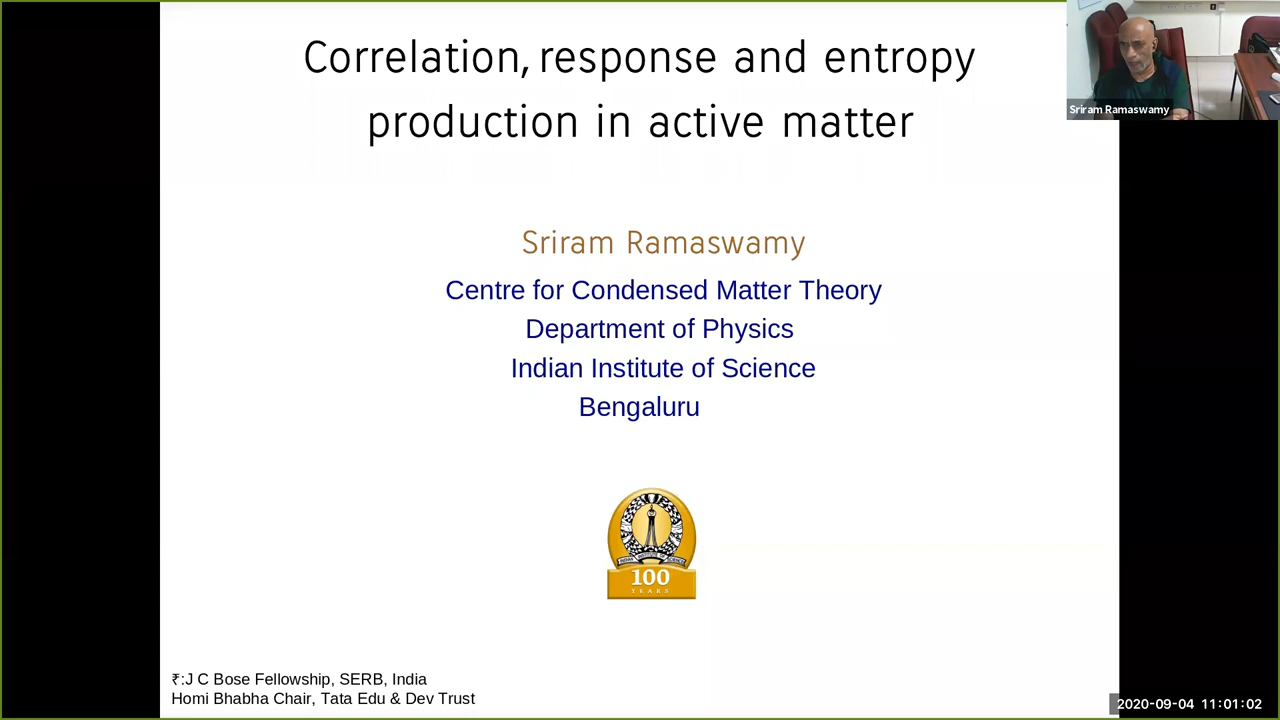 Correlation, response and entropy
production in active matter
Sriram Ramaswamy
Sriram Ramaswamy
Centre for Condensed Matter Theory
Department of Physics
Indian Institute of Science
Bengaluru
100
YEARS
₹:J C Bose Fellowship, SERB, India
Homi Bhabha Chair, Tata Edu & Dev Trust
2020-09-04 11:01:02